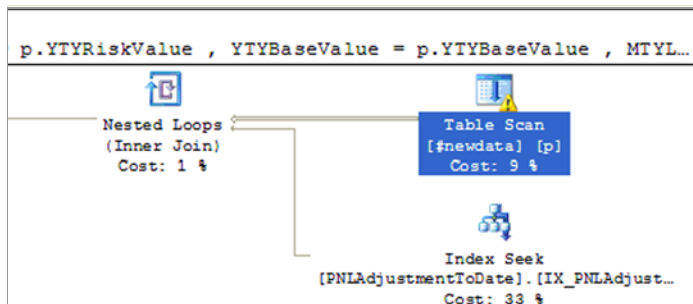 p.YTYRiskValue , YTYBaseValue = p.YTYBaseValue , MTYL...
Nested Loops
(Inner Join)
Cost: 1 %
Table Scan
[#newdata] [p]
Cost: 9 %
Index Seek
[PNLAdjustmentToDate].[IX_PNLAdjust...
Cost: 33 %